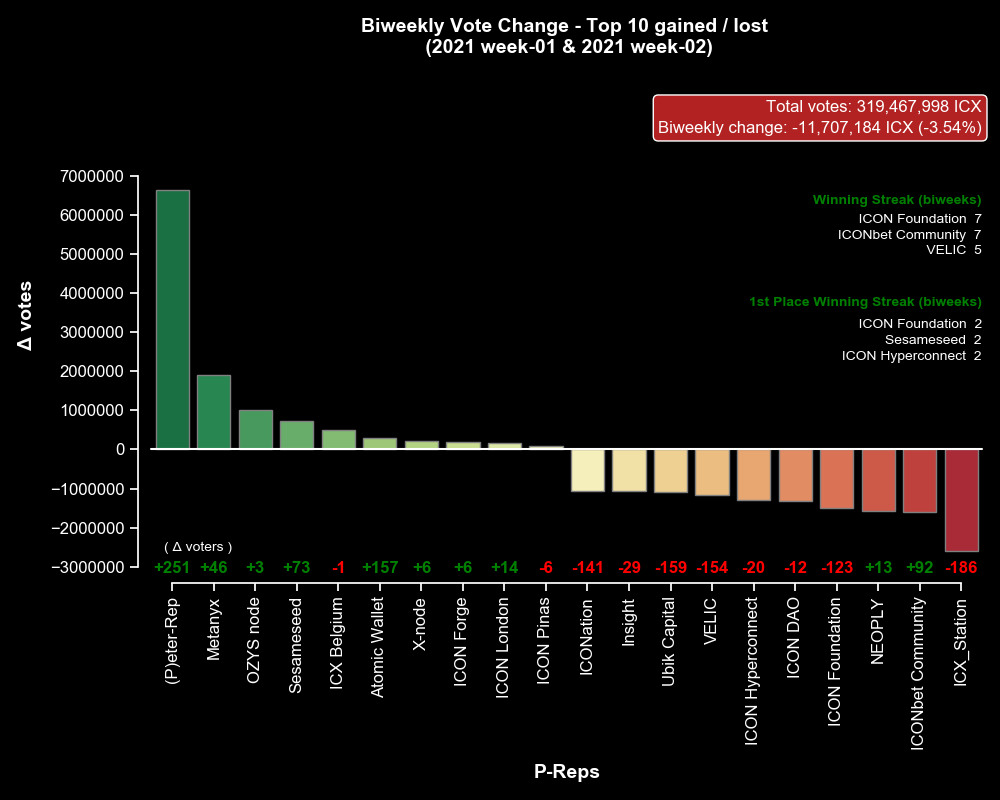 Biweekly Vote Change - Top 10 gained / lost
(2021 week-01 & 2021 week-02)
Total votes: 319,467,998 ICX
Biweekly change: -11,707,184 ICX (-3.54%)
Winning Streak (biweeks)
ICON Foundation 7
ICONbet Community 7
VELIC 5
1st Place Winning Streak (biweeks)
ICON Foundation 2
Sesameseed 2
ICON Hyperconnect 2
Δ votes
7000000
6000000
5000000
4000000
3000000
2000000
1000000
0
−1000000
−2000000
−3000000
( Δ voters )
+251 +46 +3 +73 -1 +157 +6 +6 +14 -6 -141 -29 -159 -154 -20 -12 -123 +13 +92 -186
(P)eter-Rep
Metanyx
OZYS node
Sesameseed
ICX Belgium
Atomic Wallet
X-node
ICON Forge
ICON London
ICON Pinas
ICONation
Insight
Ubik Capital
VELIC
ICON Hyperconnect
ICON DAO
ICON Foundation
NEOPLY
ICONbet Community
ICX_Station
P-Reps